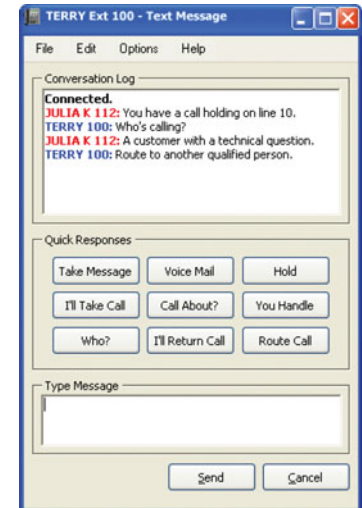 TERRY Ext 100 - Text Message
File Edit Options Help
Conversation Log
Connected.
JULIA K 112: You have a call holding on line 10.
TERRY 100: Who's calling?
JULIA K 112: A customer with a technical question.
TERRY 100: Route to another qualified person.
Quick Responses
Take Message Voice Mail Hold
I'll Take Call Call About? You Handle
Who? I'll Return Call Route Call
Type Message
Send Cancel